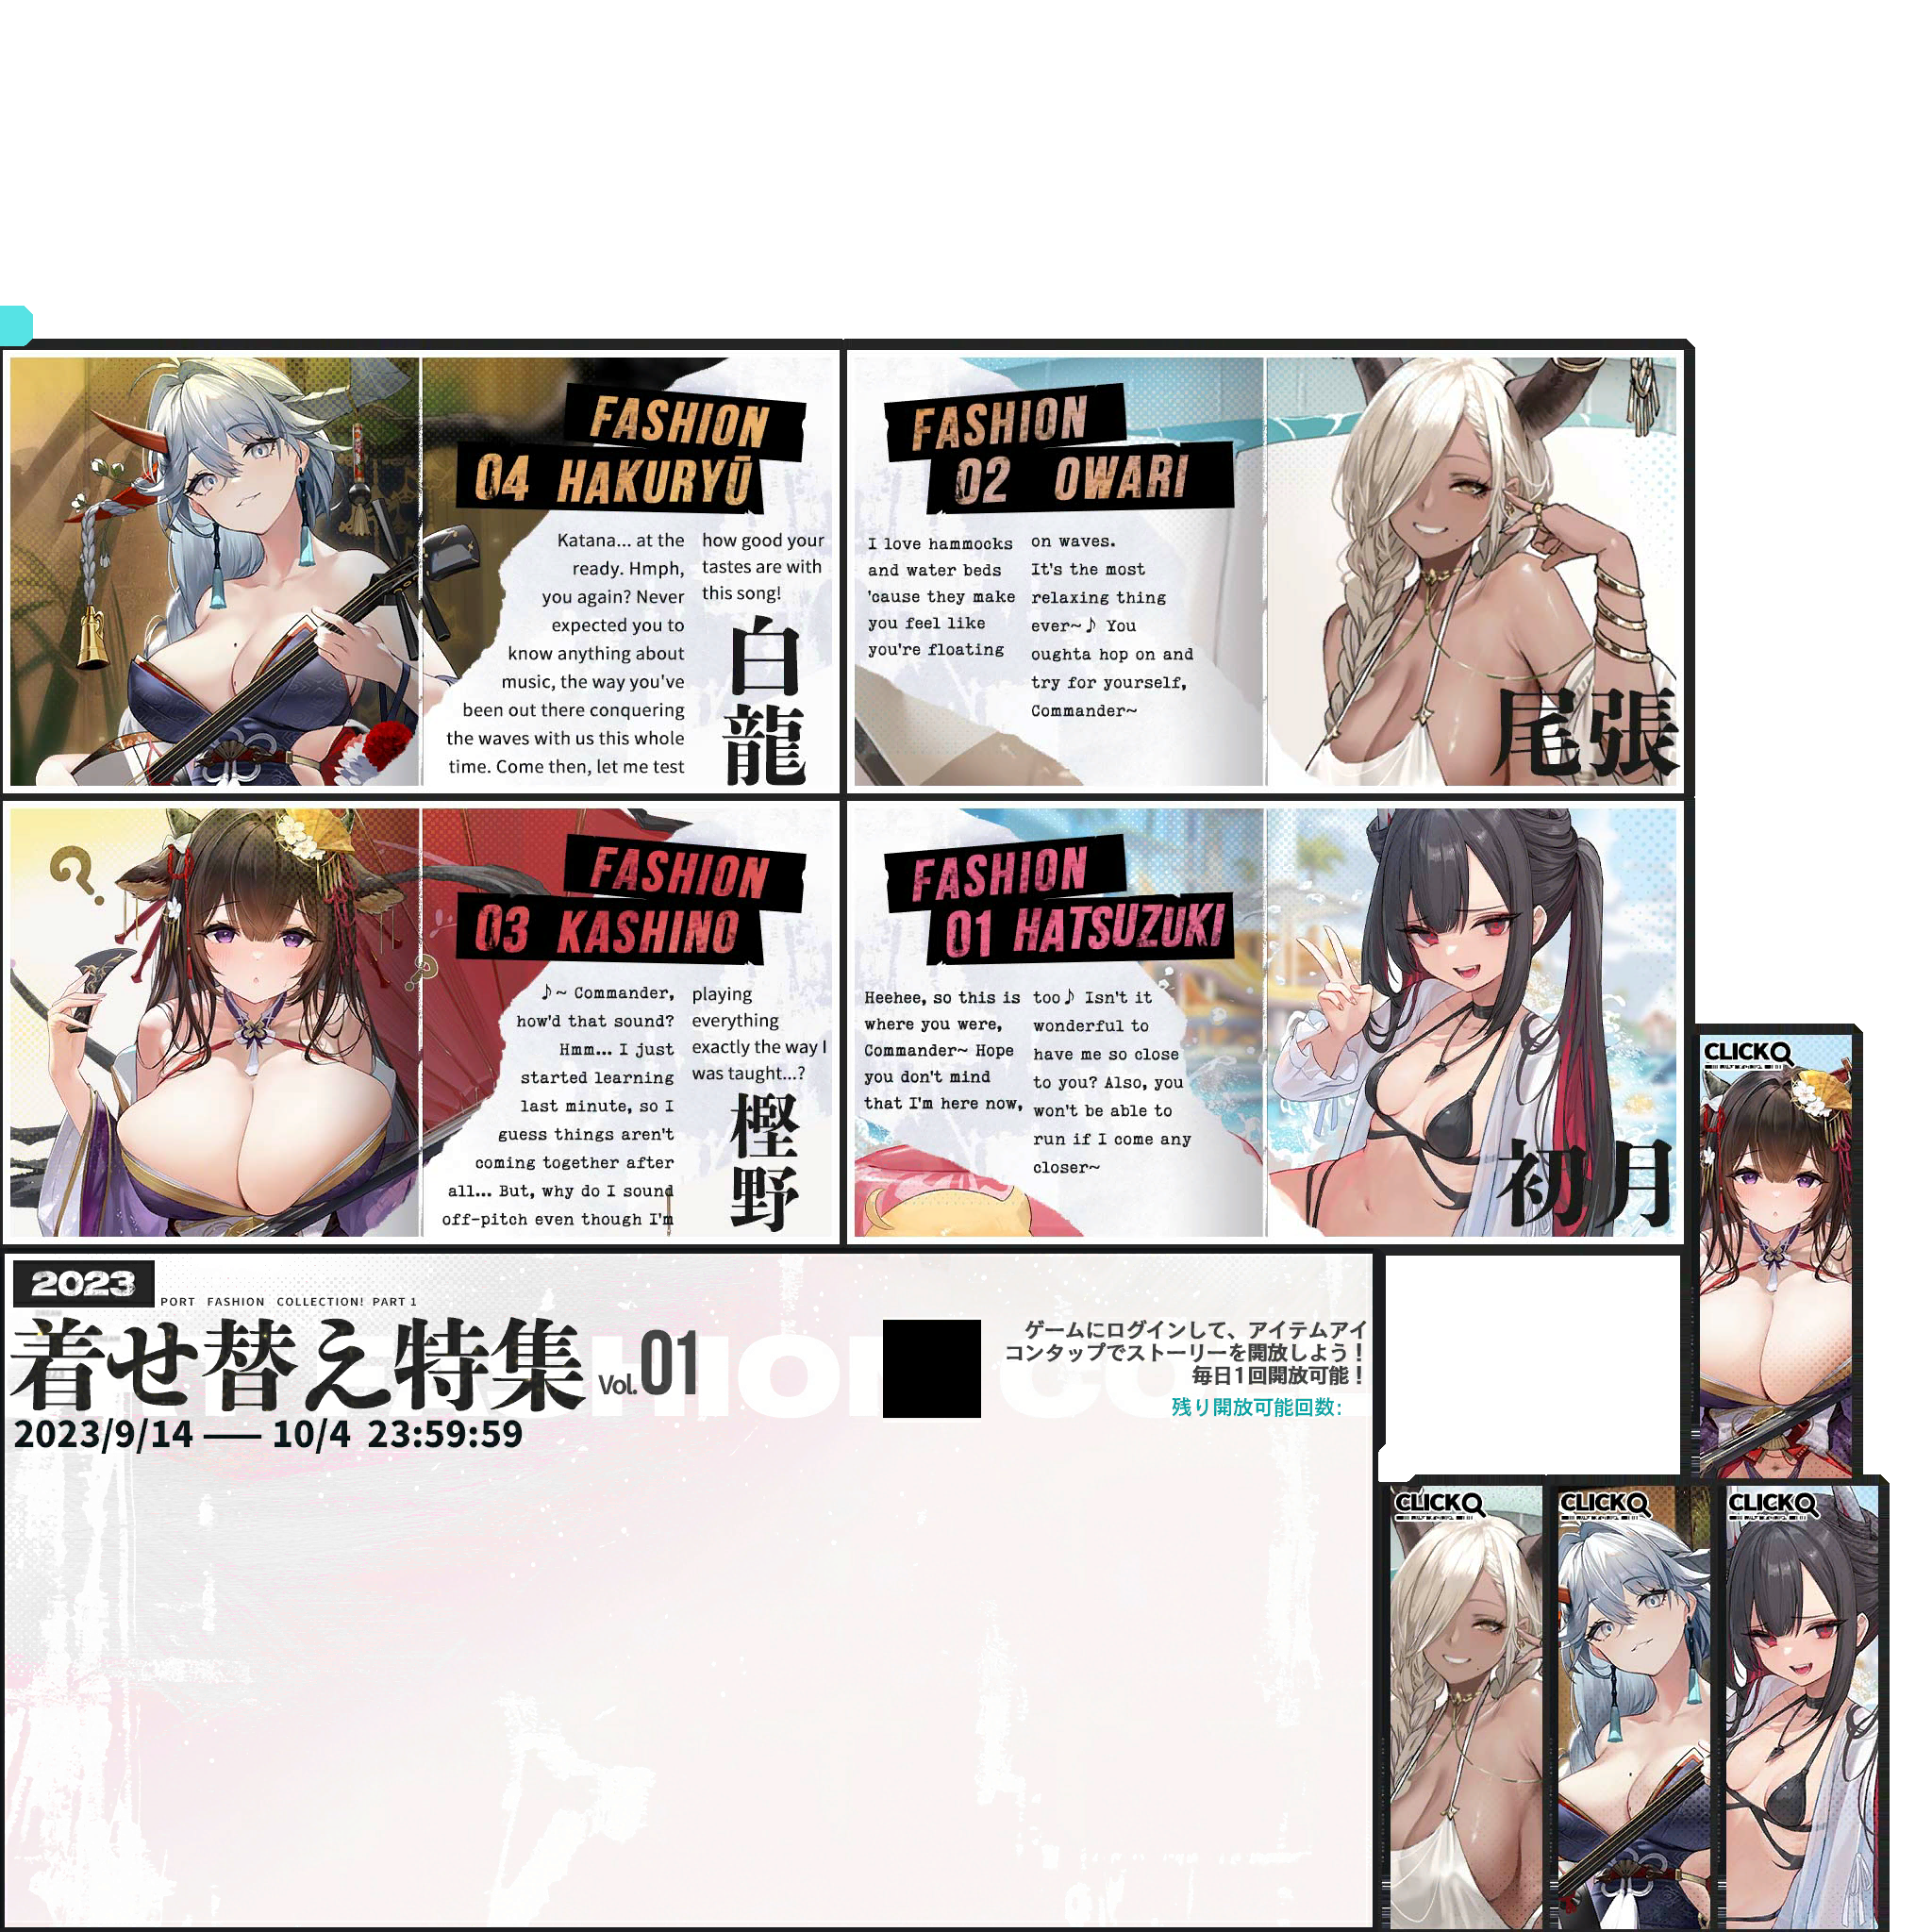 FASHION
04 HAKURYŪ
Katana... at the
ready. Hmph,
you again? Never
expected you to
know anything about
music, the way you've
been out there conquering
the waves with us this whole
time. Come then, let me test
how good your
tastes are with
this song!
白
龍
FASHION
02 OWARI
I love hammocks
and water beds
'cause they make
you feel like
you're floating
on waves.
It's the most
relaxing thing
ever~♪ You
oughta hop on and
try for yourself,
Commander~
尾張
FASHION
03 KASHINO
♪~ Commander,
how'd that sound?
Hmm... I just
started learning
last minute, so I
guess things aren't
coming together after
all... But, why do I sound
off-pitch even though I'm
playing
everything
exactly the way I
was taught...?
樫
野
FASHION
01 HATSUZUKI
Heehee, so this is
where you were,
Commander~ Hope
you don't mind
that I'm here now,
too♪ Isn't it
wonderful to
have me so close
to you? Also, you
won't be able to
run if I come any
closer~
初月
CLICK
2023
PORT FASHION COLLECTION! PART 1
着せ替え特集 Vol.01
2023/9/14 —— 10/4 23:59:59
ゲームにログインして、アイテムアイ
コンタップでストーリーを開放しよう！
毎日1回開放可能！
残り開放可能回数：
CLICK
CLICK
CLICK